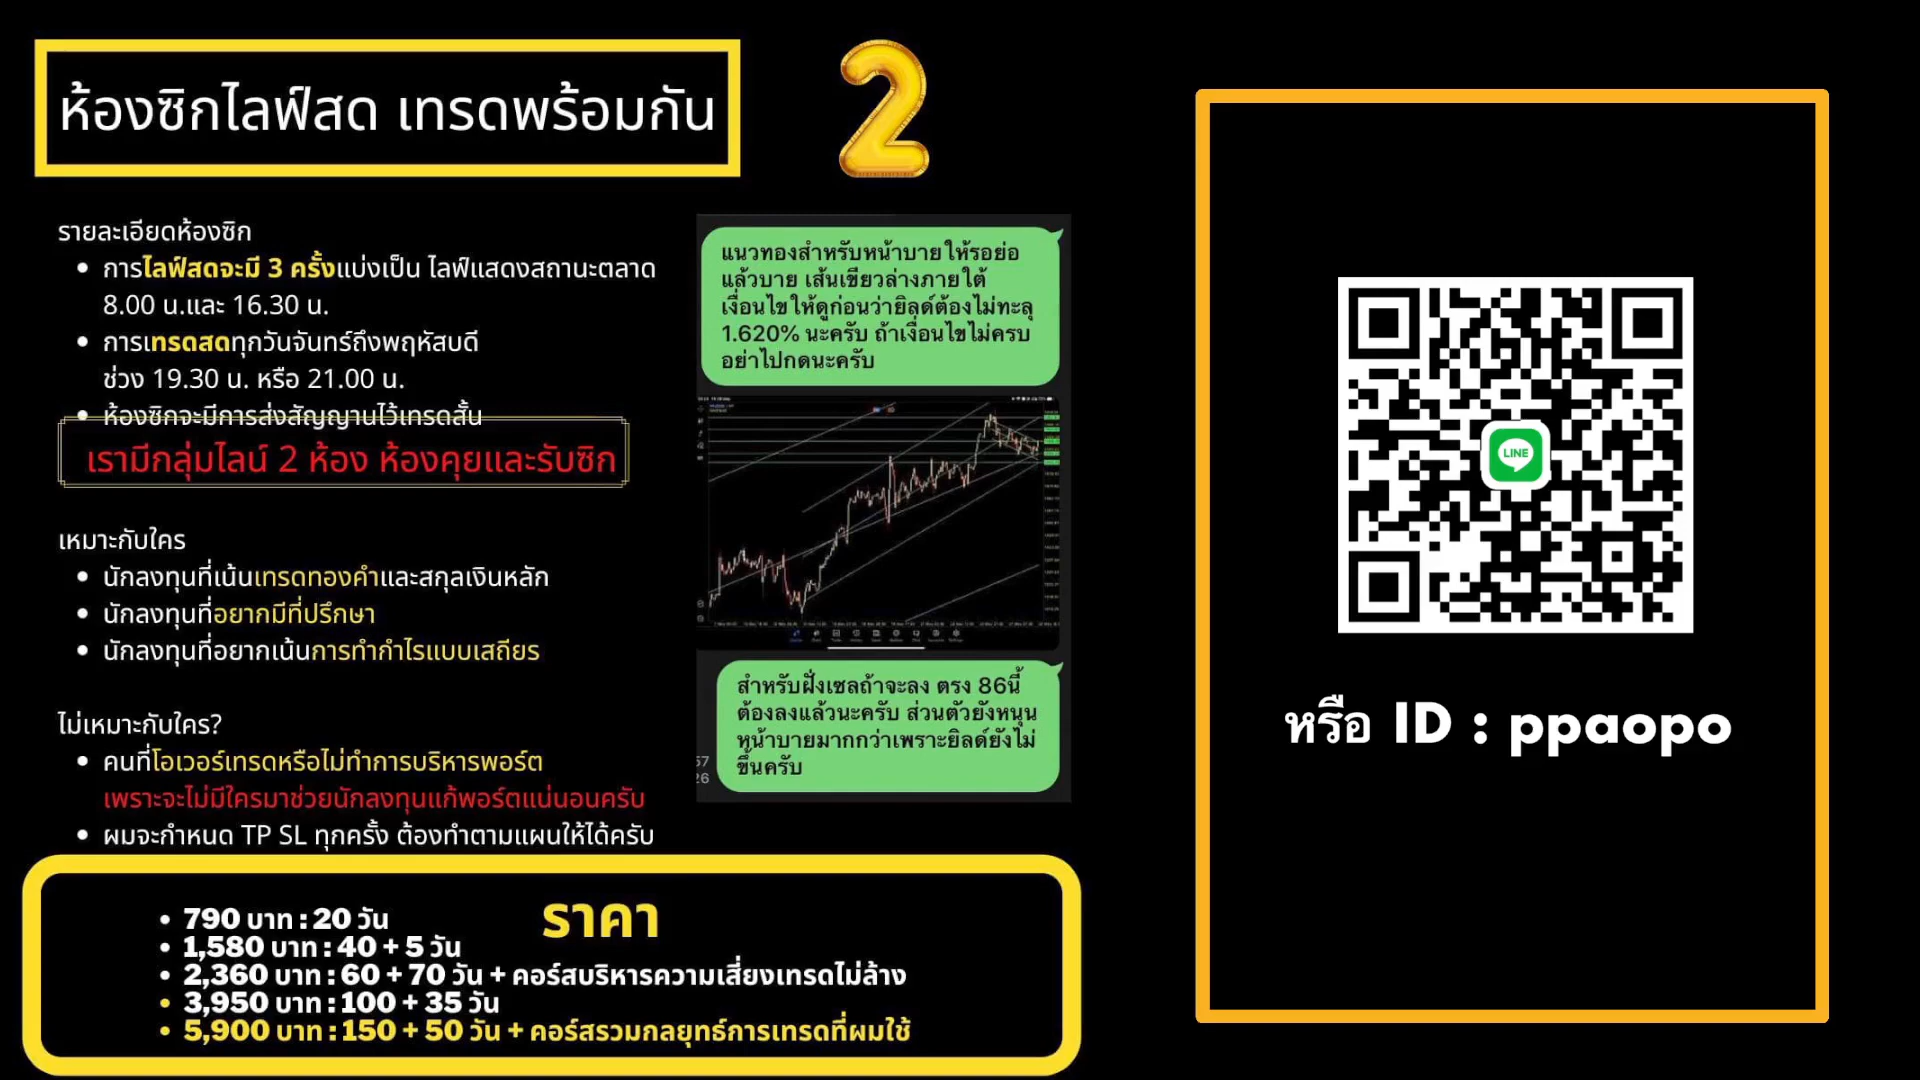 ห้องซิกไลฟ์สด เทรดพร้อมกัน
2
รายละเอียดห้องซิก
การไลฟ์สดจะมี 3 ครั้งแบ่งเป็น ไลฟ์แสดงสถานะตลาด
8.00 น.และ 16.30 น.
การเทรดสดทุกวันจันทร์ถึงพฤหัสบดี
ช่วง 19.30 น. หรือ 21.00 น.
ห้องซิกจะมีการส่งสัญญานไว้เทรดสั้น
เรามีกลุ่มไลน์ 2 ห้อง ห้องคุยและรับซิก
เหมาะกับใคร
นักลงทุนที่เน้นเทรดทองคำและสกุลเงินหลัก
นักลงทุนที่อยากมีที่ปรึกษา
นักลงทุนที่อยากเน้นการทำกำไรแบบเสถียร
ไม่เหมาะกับใคร?
คนที่โอเวอร์เทรดหรือไม่ทำการบริหารพอร์ต
เพราะจะไม่มีใครมาช่วยนักลงทุนแก้พอร์ตแน่นอนครับ
ผมจะกำหนด TP SL ทุกครั้ง ต้องทำตามแผนให้ได้ครับ
แนวทองสำหรับหน้าบายให้รอย่อ
แล้วบาย เส้นเขียวล่างภายใต้
เงื่อนไขให้ดูก่อนว่ายิลด์ต้องไม่ทะลุ
1.620% นะครับ ถ้าเงื่อนไขไม่ครบ
อย่าไปกดนะครับ
สำหรับฝั่งเซลถ้าจะลง ตรง 86นี้
ต้องลงแล้วนะครับ ส่วนตัวยังหนุน
หน้าบายมากกว่าเพราะยิลด์ยังไม่
ขึ้นครับ
57
26
ราคา
790 บาท : 20 วัน
1,580 บาท : 40 + 5 วัน
2,360 บาท : 60 + 70 วัน + คอร์สบริหารความเสี่ยงเทรดไม่ล้าง
3,950 บาท : 100 + 35 วัน
5,900 บาท : 150 + 50 วัน + คอร์สรวมกลยุทธ์การเทรดที่ผมใช้
LINE
หรือ ID : ppaopo